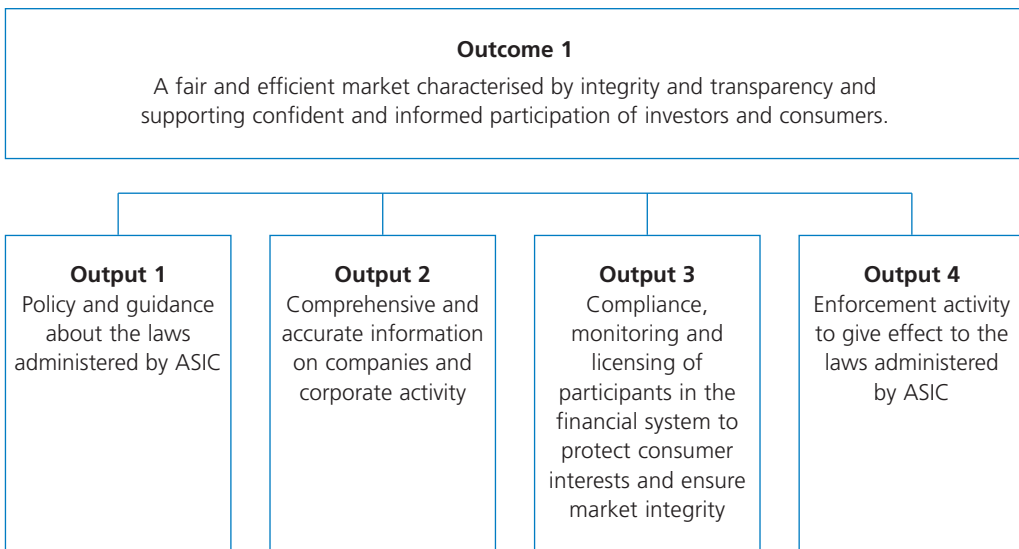 Outcome 1
A fair and efficient market characterised by integrity and transparency and
supporting confident and informed participation of investors and consumers.
Output 1
Policy and guidance
about the laws
administered by ASIC
Output 2
Comprehensive and
accurate information
on companies and
corporate activity
Output 3
Compliance,
monitoring and
licensing of
participants in the
financial system to
protect consumer
interests and ensure
market integrity
Output 4
Enforcement activity
to give effect to the
laws administered
by ASIC